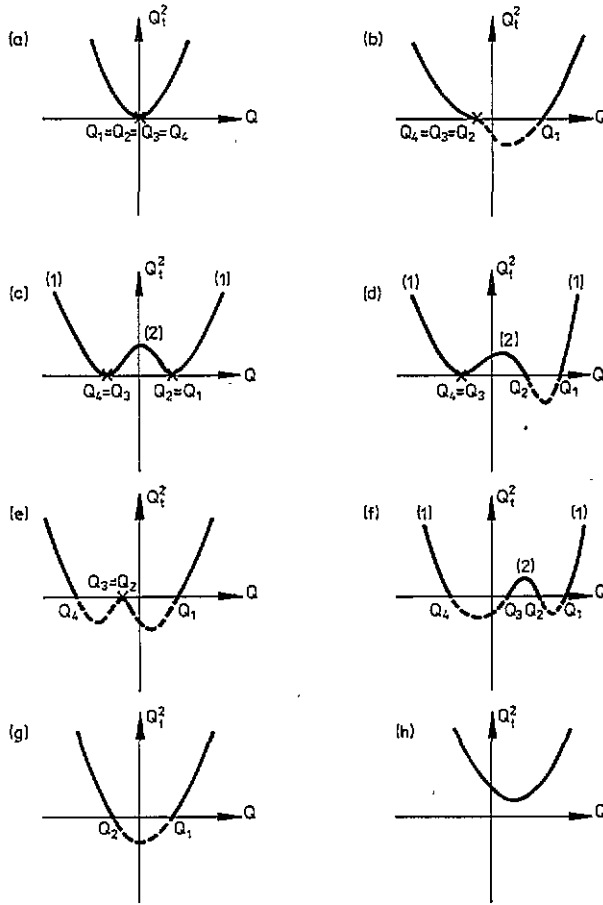 (a)
Q_t^2
Q
Q_1=Q_2=Q_3=Q_4
(b)
Q_t^2
Q
Q_4=Q_3=Q_2
Q_1
(c)
(1)
Q_t^2
(1)
(2)
Q
Q_4=Q_3
Q_2=Q_1
(d)
(1)
Q_t^2
(1)
(2)
Q
Q_4=Q_3
Q_2
Q_1
(e)
Q_t^2
Q_3=Q_2
Q
Q_4
Q_1
(f)
(1)
Q_t^2
(1)
(2)
Q
Q_4
Q_3
Q_2
Q_1
(g)
Q_t^2
Q
Q_2
Q_1
(h)
Q_t^2
Q